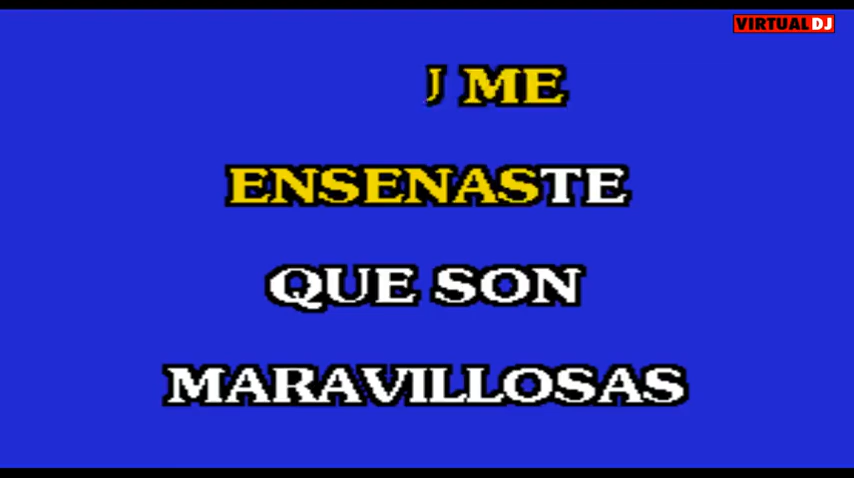 VIRTUALDJ
ME
ENSENASTE
QUE SON
MARAVILLOSAS